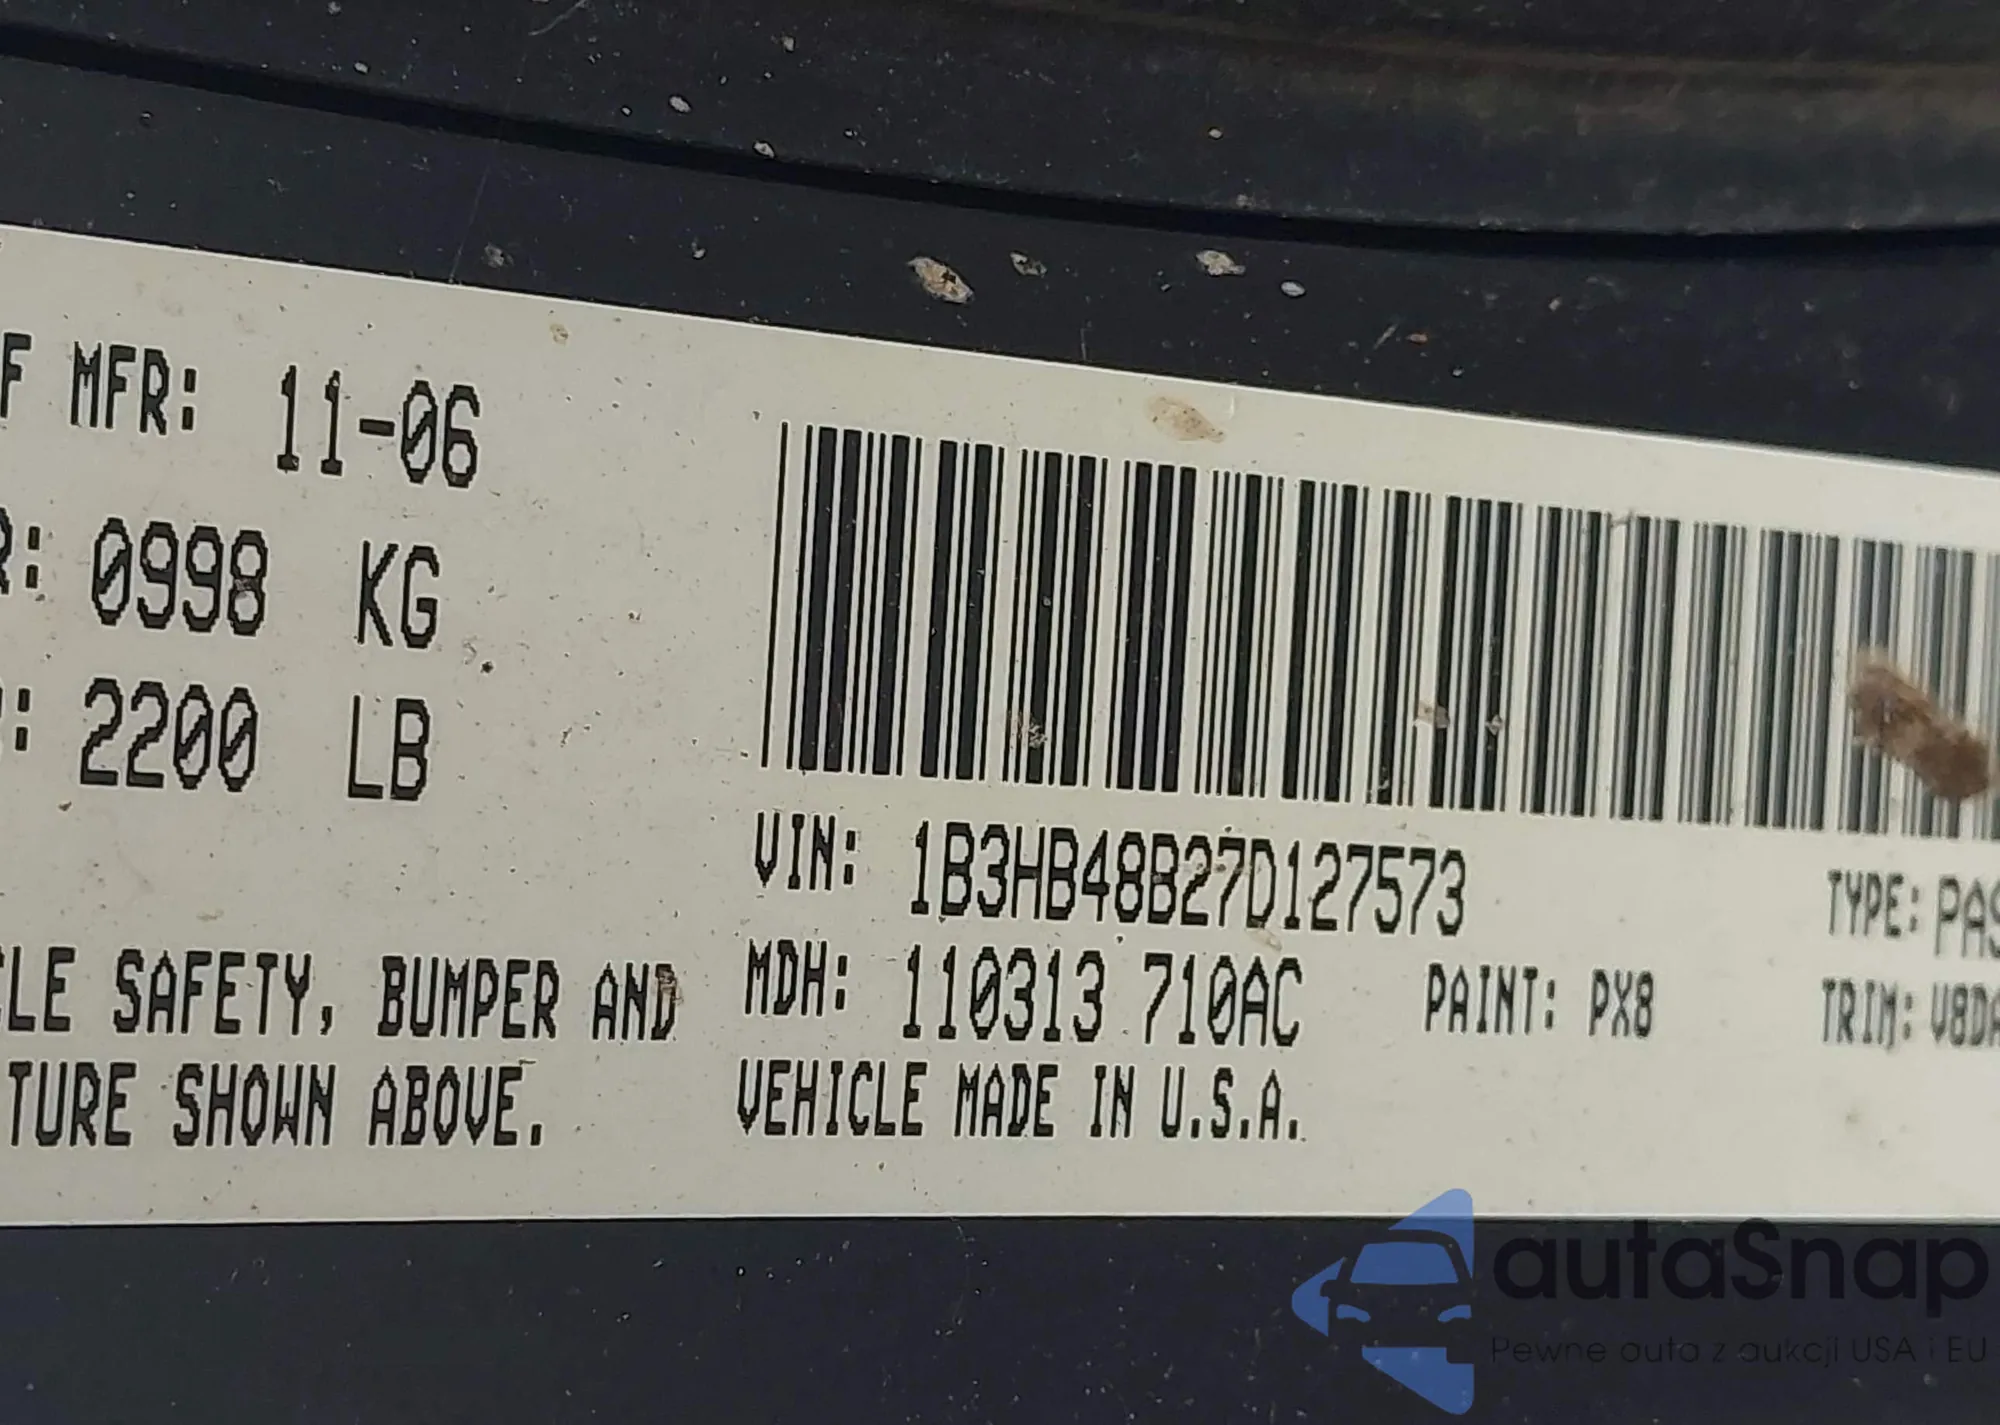 F MFR: 11-06
R: 0998 KG
: 2200 LB
VIN: 1B3HB48B27D127573
TYPE: PAS
CLE SAFETY, BUMPER AND
MDH: 110313 710AC
PAINT: PX8
TRIM: V8DA
TURE SHOWN ABOVE.
VEHICLE MADE IN U.S.A.
autaSnap
Pewne auta z aukcji USA i EU